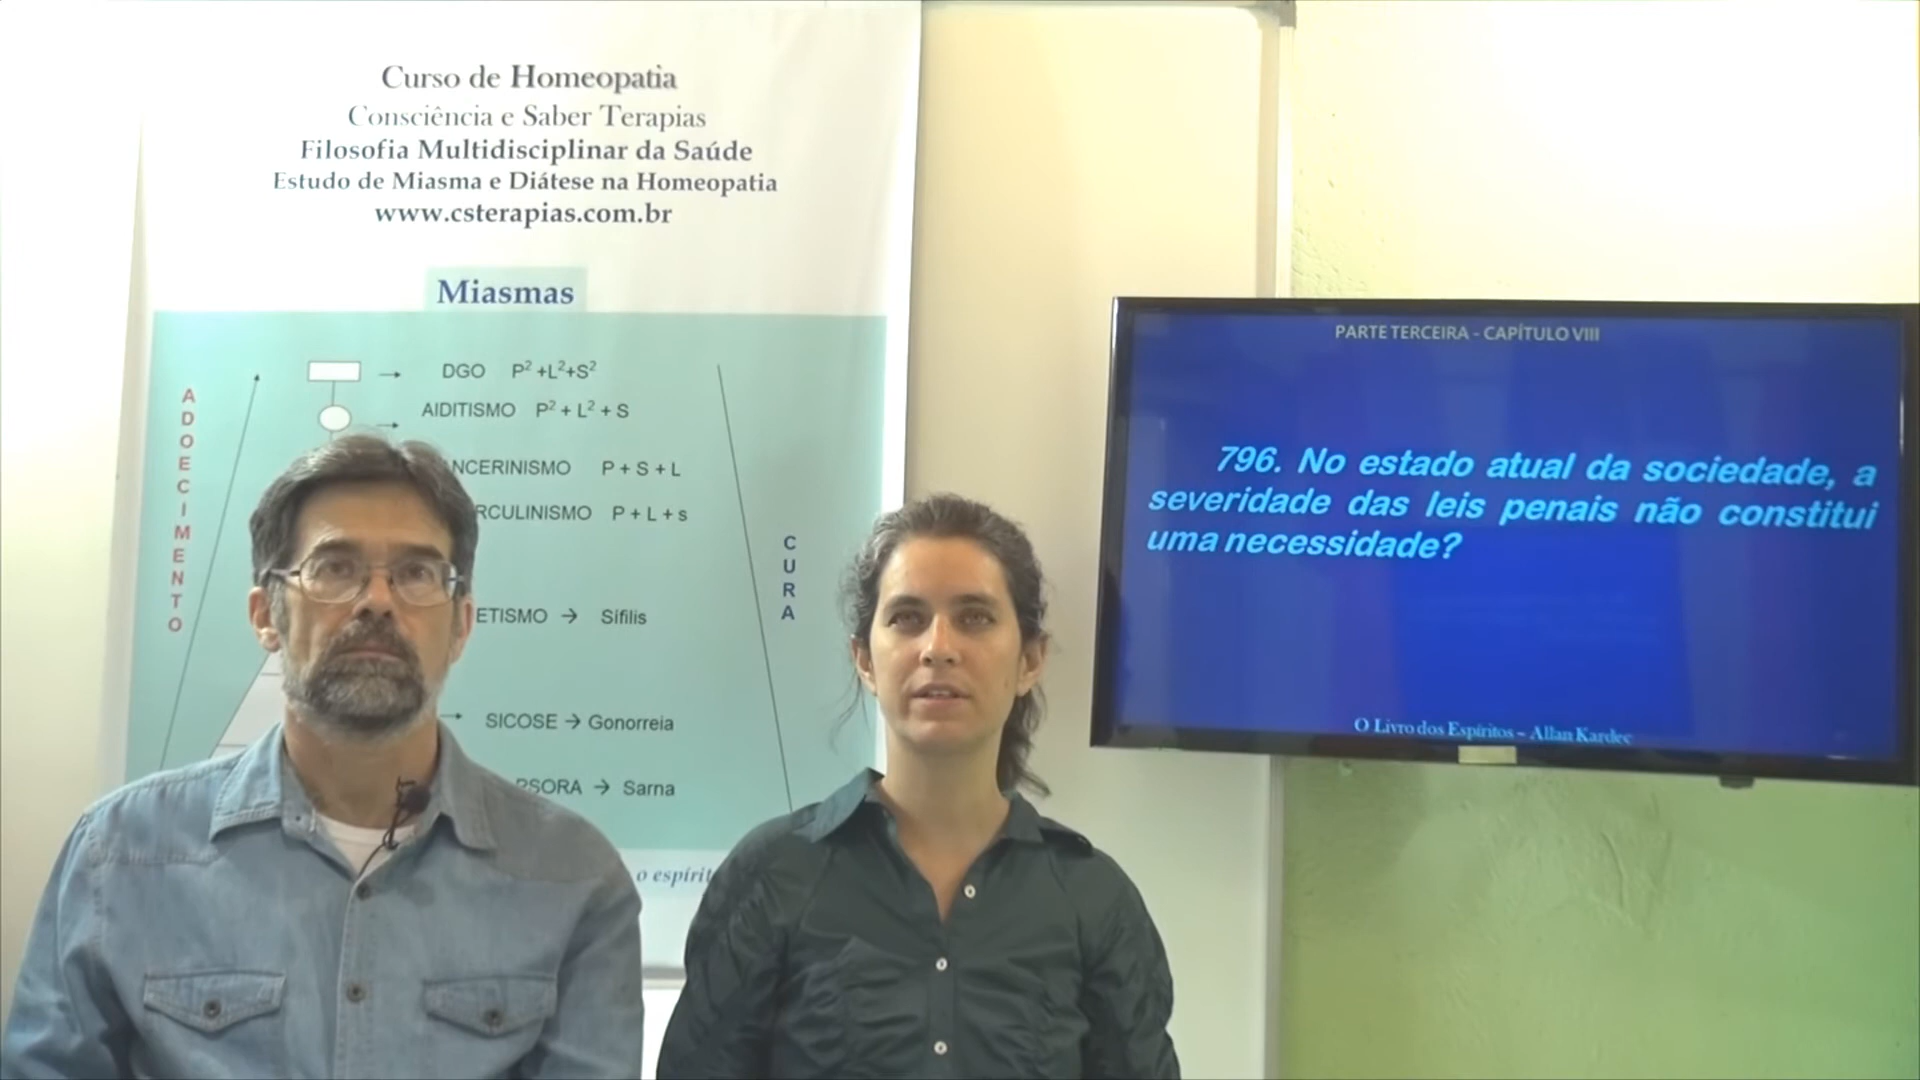 Curso de Homeopatia
Consciência e Saber Terapias
Filosofia Multidisciplinar da Saúde
Estudo de Miasma e Diátese na Homeopatia
www.csterapias.com.br
Miasmas
DGO P² +L²+S²
AIDITISMO P² + L² + S
NCERINISMO P + S + L
RCULINISMO P + L + s
ETISMO → Sífilis
SICOSE → Gonorreia
PSORA → Sarna
ADOECIMENTO
CURA
o espírit
PARTE TERCEIRA - CAPÍTULO VIII
796. No estado atual da sociedade, a
severidade das leis penais não constitui
uma necessidade?
O Livro dos Espíritos – Allan Kardec